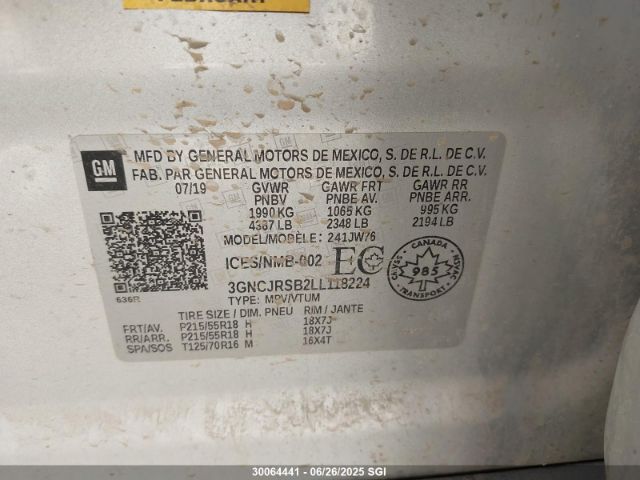 GM
MFD BY GENERAL MOTORS DE MEXICO, S. DE R.L. DE C.V.
FAB. PAR GENERAL MOTORS DE MEXICO, S. DE R.L. DE C.V.
07/19 GVWR GAWR FRT GAWR RR
PNBV PNBE AV. PNBE ARR.
1990 KG 1065 KG 995 KG
4387 LB 2348 LB 2194 LB
MODEL/MODÈLE: 241JW76
ICES/NMB-002 EC
CANADA
985
NSVAC
TRANSPORT
3GNCJRSB2LL118224
636R
TYPE: MPV/VTUM
TIRE SIZE / DIM. PNEU RIM / JANTE
FRT/AV. P215/55R18 H 18X7J
RR/ARR. P215/55R18 H 18X7J
SPA/SOS T125/70R16 M 16X4T
30064441 - 06/26/2025 SGI